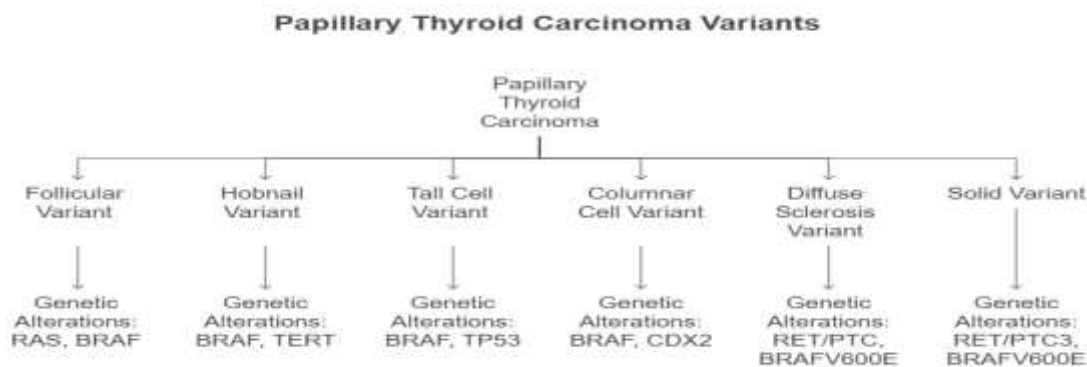 Papillary Thyroid Carcinoma Variants
Papillary
Thyroid
Carcinoma
Follicular
Variant
Hobnail
Variant
Tall Cell
Variant
Columnar
Cell Variant
Diffuse
Sclerosis
Variant
Solid Variant
Genetic
Alterations:
RAS, BRAF
Genetic
Alterations:
BRAF, TERT
Genetic
Alterations:
BRAF, TP53
Genetic
Alterations:
BRAF, CDX2
Genetic
Alterations:
RET/PTC,
BRAFV600E
Genetic
Alterations:
RET/PTC3,
BRAFV600E